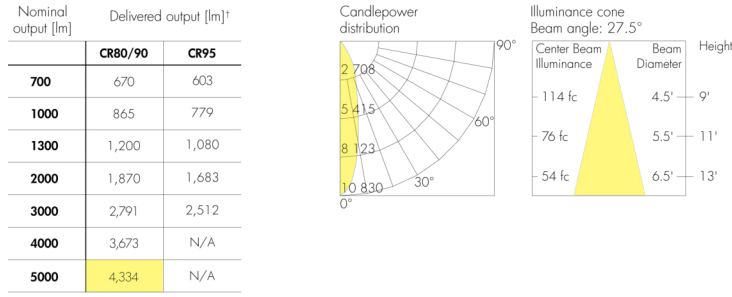 Nominal output [lm] Delivered output [lm]†
CR80/90 CR95
700 670 603
1000 865 779
1300 1,200 1,080
2000 1,870 1,683
3000 2,791 2,512
4000 3,673 N/A
5000 4,334 N/A
Candlepower
distribution
90°
2 708
5 415
60°
8 123
30°
10 830
0°
Illuminance cone
Beam angle: 27.5°
Center Beam Illuminance Beam Diameter Height
114 fc 4.5' 9'
76 fc 5.5' 11'
54 fc 6.5' 13'